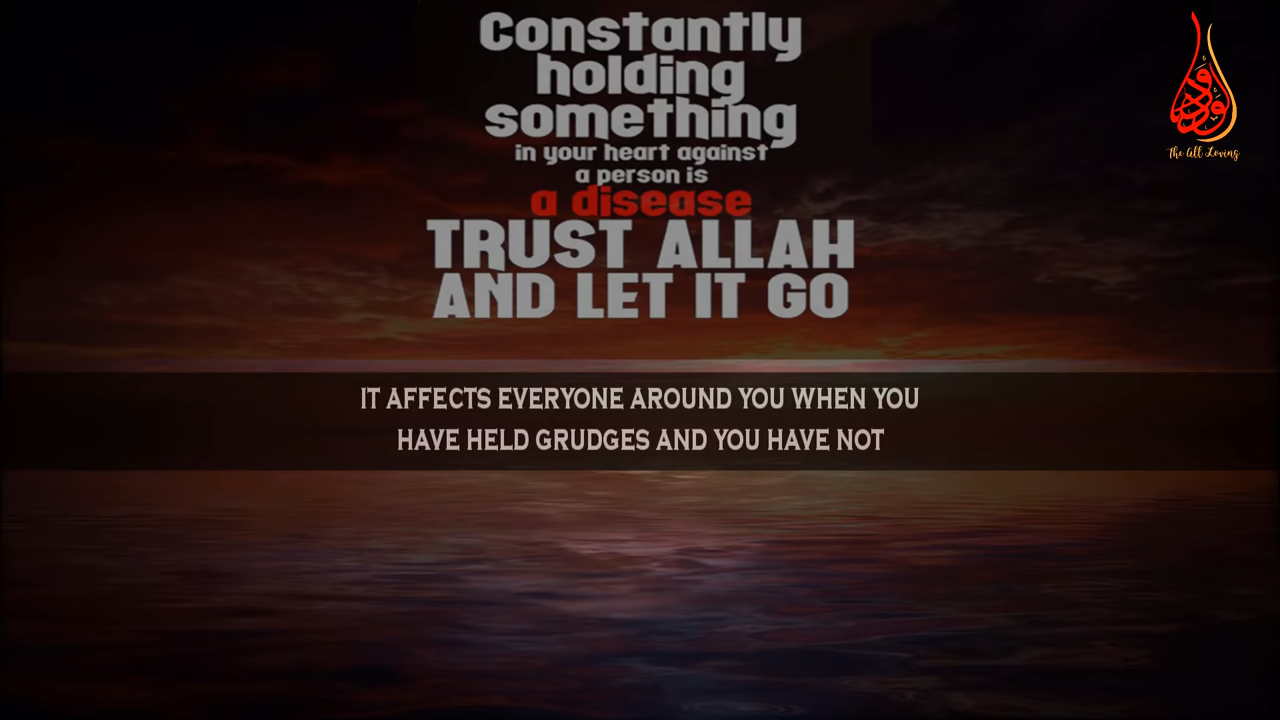 Constantly
holding
something
in your heart against
a person is
a disease
TRUST ALLAH
AND LET IT GO
الودود
The All Loving
IT AFFECTS EVERYONE AROUND YOU WHEN YOU
HAVE HELD GRUDGES AND YOU HAVE NOT